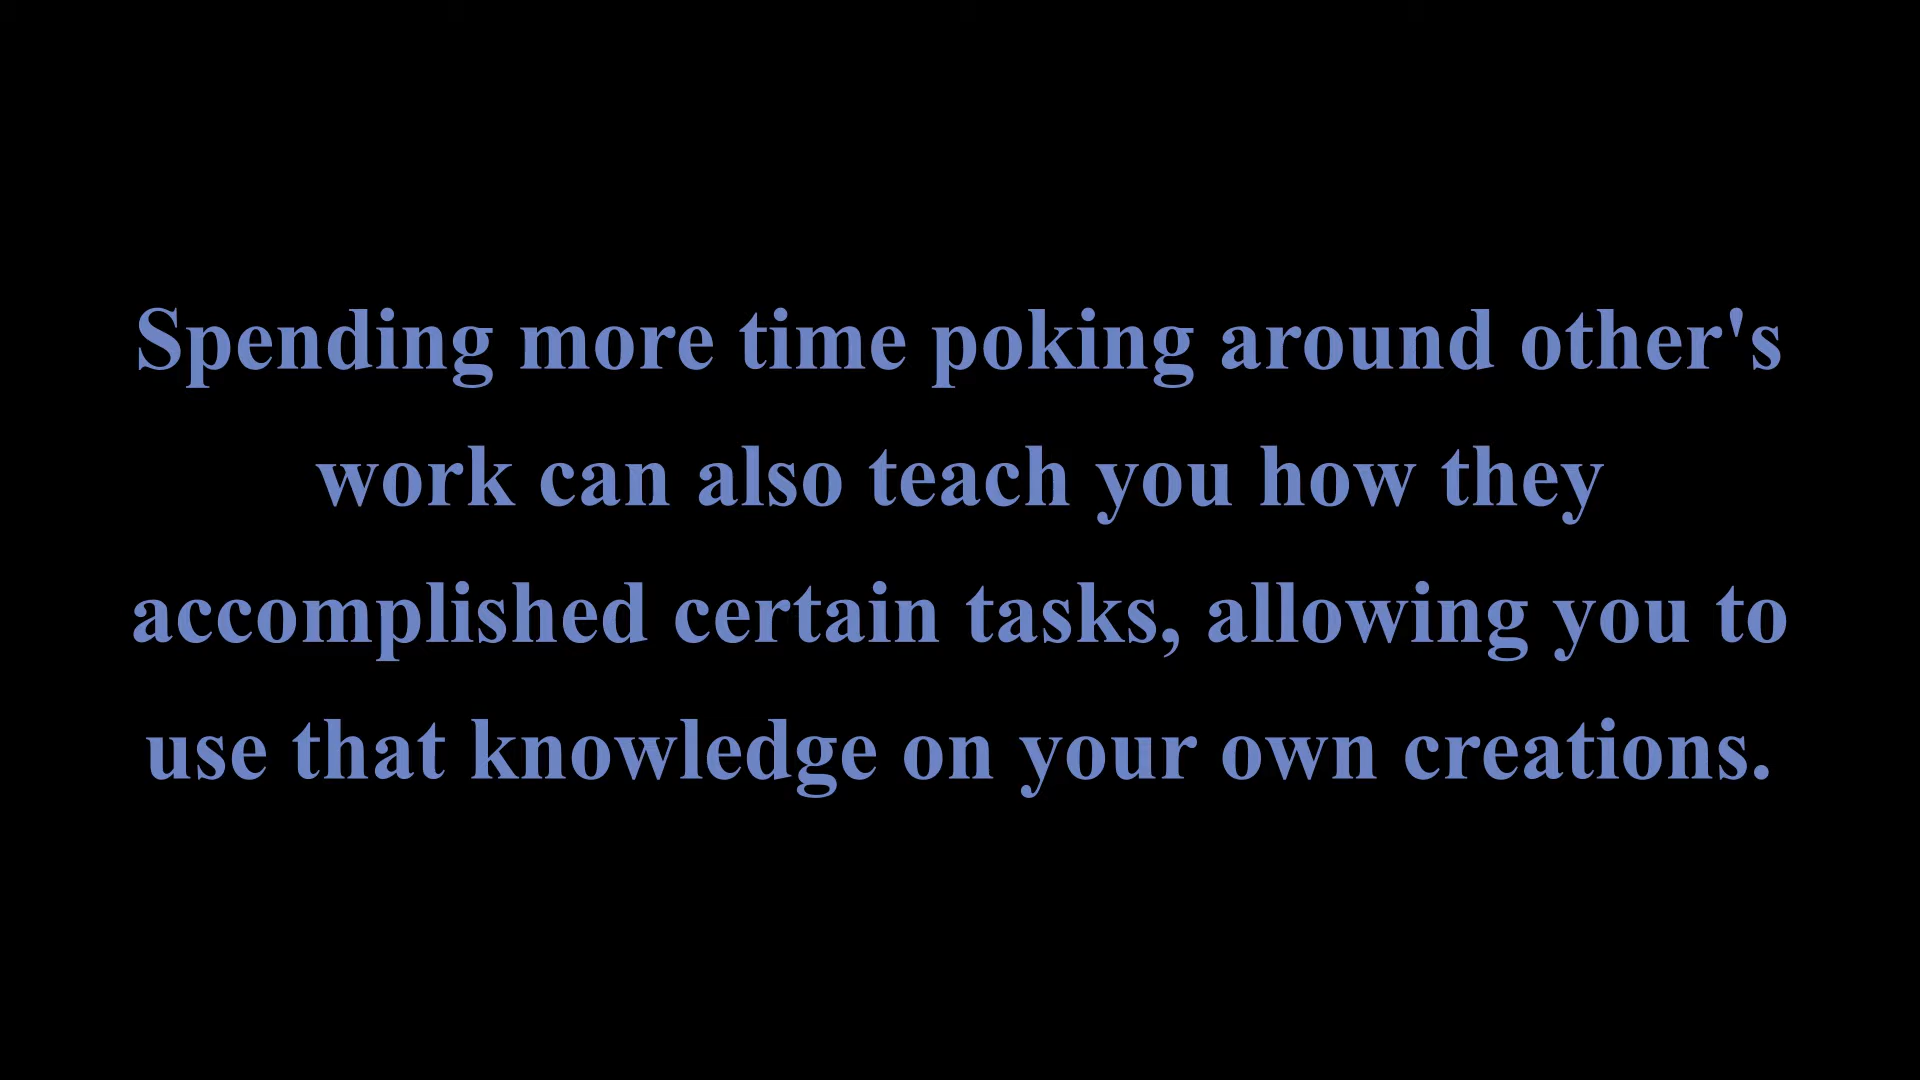 Spending more time poking around other's
work can also teach you how they
accomplished certain tasks, allowing you to
use that knowledge on your own creations.